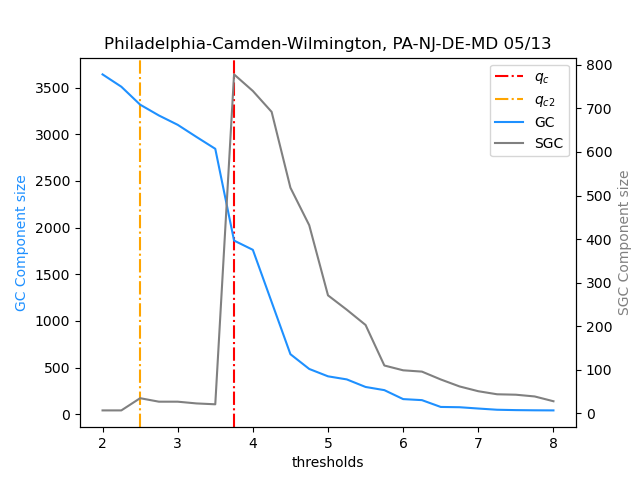 Philadelphia-Camden-Wilmington, PA-NJ-DE-MD 05/13
q_c
q_c2
GC
SGC
GC Component size
3500
3000
2500
2000
1500
1000
500
0
800
700
600
500
400
300
200
100
0
SGC Component size
2 3 4 5 6 7 8
thresholds